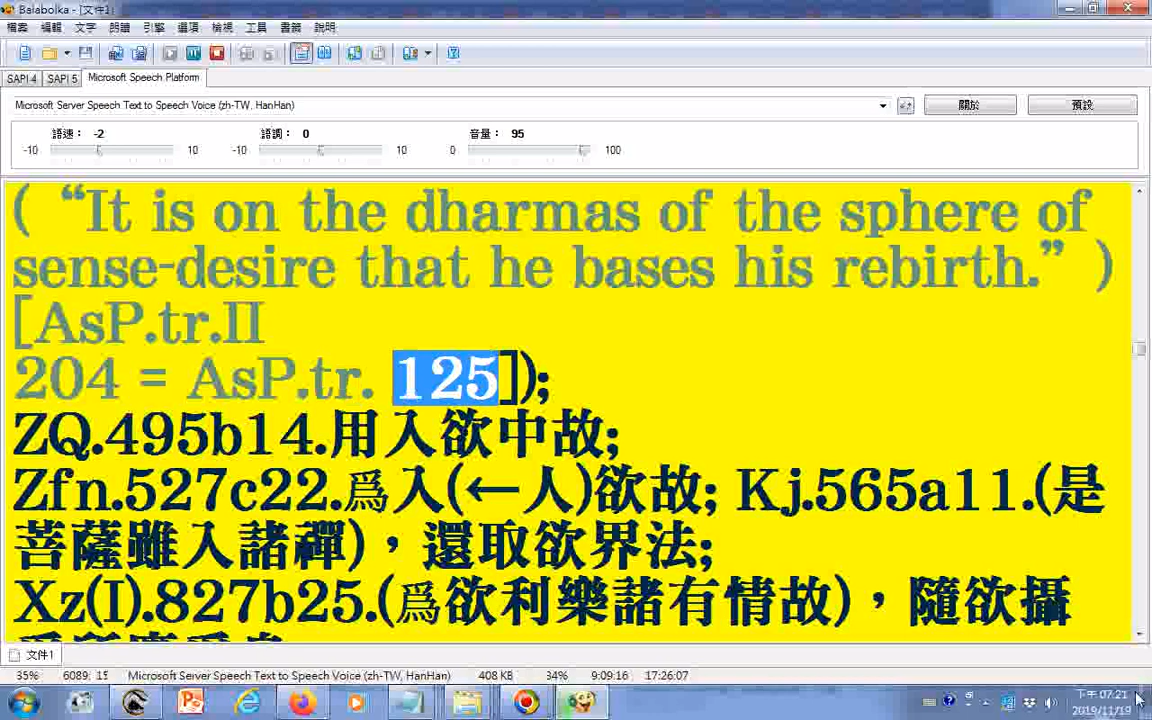 Balabolka - [文件1]
檔案 編輯 文字 朗讀 引擎 選項 檢視 工具 書籤 說明
SAPI 4 SAPI 5 Microsoft Speech Platform
Microsoft Server Speech Text to Speech Voice (zh-TW, HanHan) 關於 預設
語速： -2 語調： 0 音量： 95
-10 10 -10 10 0 100
( “It is on the dharmas of the sphere of
sense-desire that he bases his rebirth.” )
[AsP.tr.II
204 = AsP.tr. 125]);
ZQ.495b14.用入欲中故;
Zfn.527c22.爲入(←人)欲故; Kj.565a11.(是
菩薩雖入諸禪)，還取欲界法;
Xz(I).827b25.(爲欲利樂諸有情故)，隨欲攝
文件1
35% 6089, 15 Microsoft Server Speech Text to Speech Voice (zh-TW, HanHan) 408 KB 34% 9:09:16 17:26:07
下午 07:21
2019/11/19